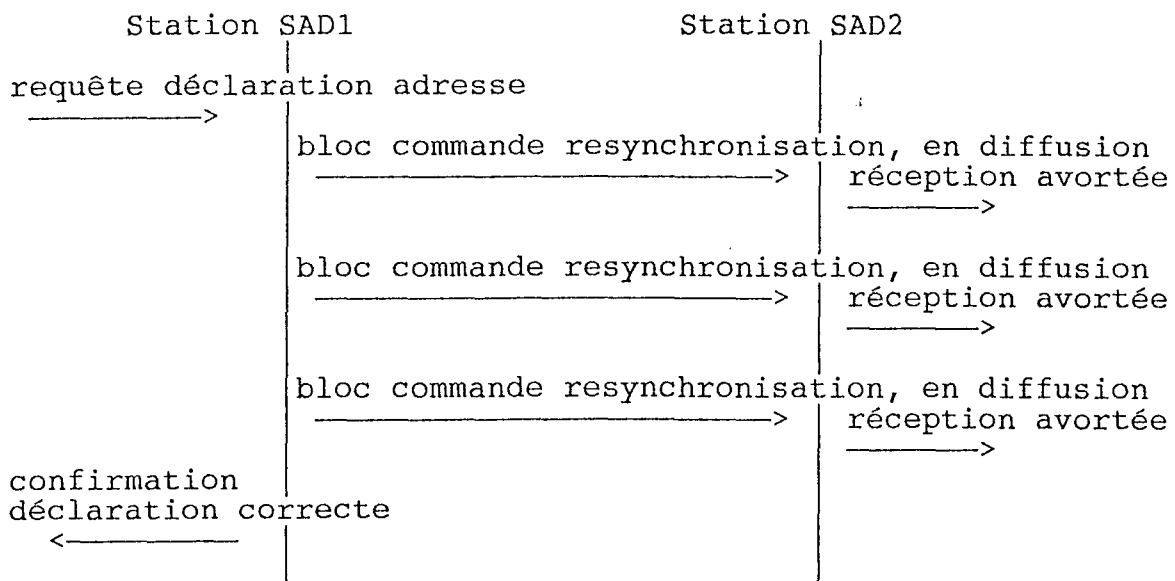 Station SAD1 Station SAD2
requête déclaration adresse
bloc commande resynchronisation, en diffusion
réception avortée
bloc commande resynchronisation, en diffusion
réception avortée
bloc commande resynchronisation, en diffusion
réception avortée
confirmation
déclaration correcte